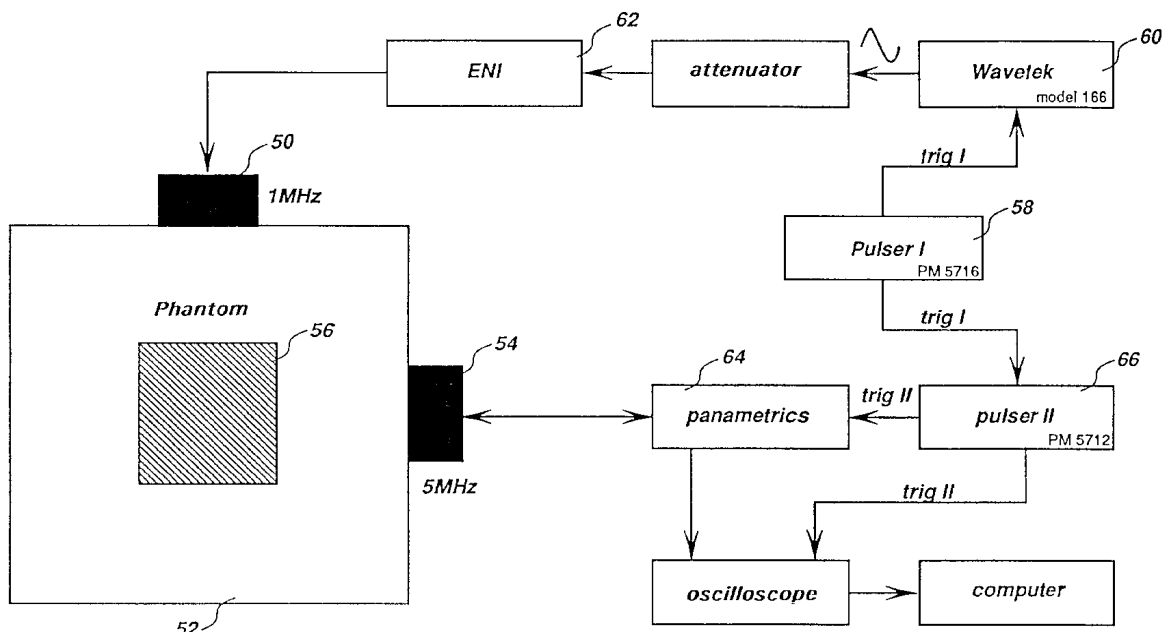 62
60
ENI
attenuator
Wavelek
model 166
50
1MHz
trig I
58
Pulser I
PM 5716
Phantom
56
trig I
54
64
66
panametrics
trig II
pulser II
PM 5712
5MHz
trig II
oscilloscope
computer
52